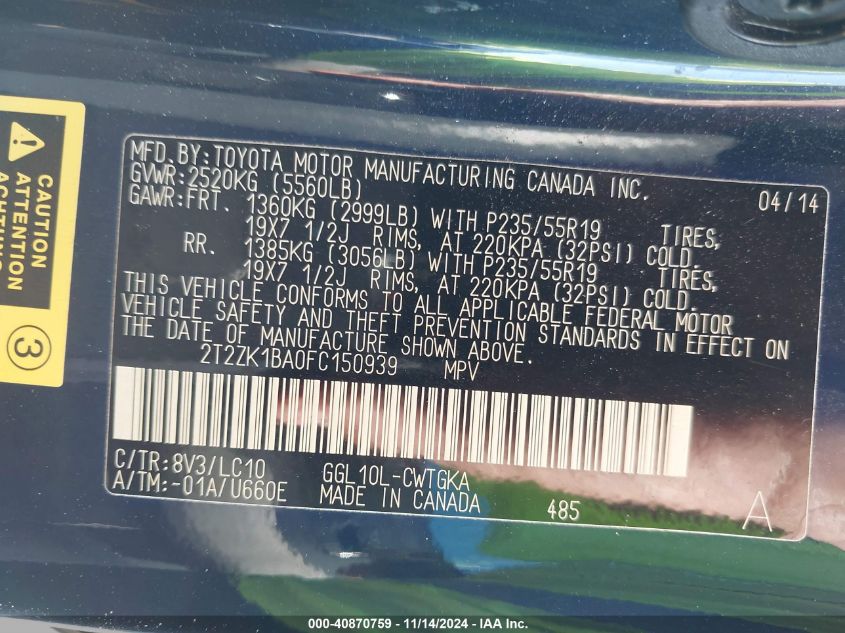 CAUTION
ATTENTION
ACHTUNG
3
MFD. BY: TOYOTA MOTOR MANUFACTURING CANADA INC. 04/14
GVWR: 2520KG (5560LB)
GAWR: FRT. 1360KG (2999LB) WITH P235/55R19 TIRES,
19X7 1/2J RIMS, AT 220KPA (32PSI) COLD
RR. 1385KG (3056LB) WITH P235/55R19 TIRES,
19X7 1/2J RIMS, AT 220KPA (32PSI) COLD.
THIS VEHICLE CONFORMS TO ALL APPLICABLE FEDERAL MOTOR
VEHICLE SAFETY AND THEFT PREVENTION STANDARDS IN EFFECT ON
THE DATE OF MANUFACTURE SHOWN ABOVE.
2T2ZK1BA0FC150939 MPV
C/TR: 8V3/LC10 GGL10L-CWTGKA
A/TM: -01A/U660E MADE IN CANADA 485 A
000-40870759 - 11/14/2024 - IAA Inc.